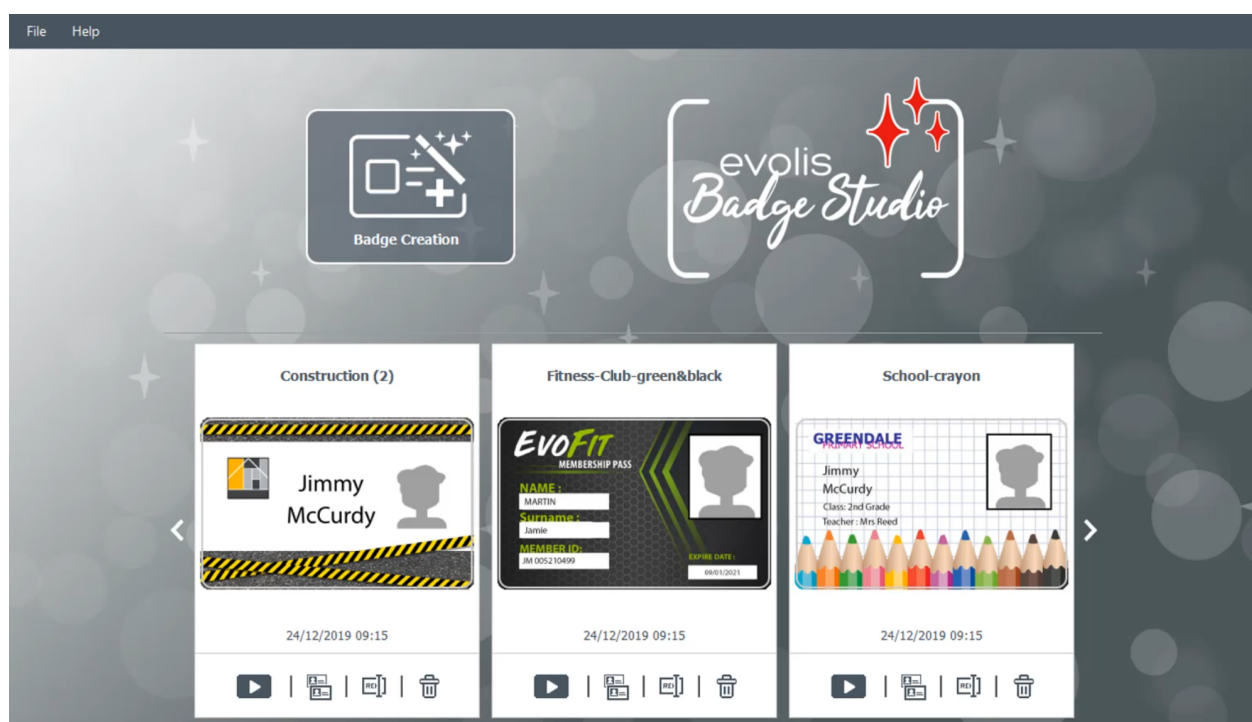 File Help
evolis
Badge Studio
Badge Creation
Construction (2)
Jimmy
McCurdy
24/12/2019 09:15
Fitness-Club-green&black
EVOFIT
MEMBERSHIP PASS
NAME :
MARTIN
Surname :
Jamie
MEMBER ID:
JM 005210499
EXPIRE DATE :
09/01/2021
24/12/2019 09:15
School-crayon
GREENDALE
PRIMARY SCHOOL
Jimmy
McCurdy
Class: 2nd Grade
Teacher : Mrs Reed
24/12/2019 09:15